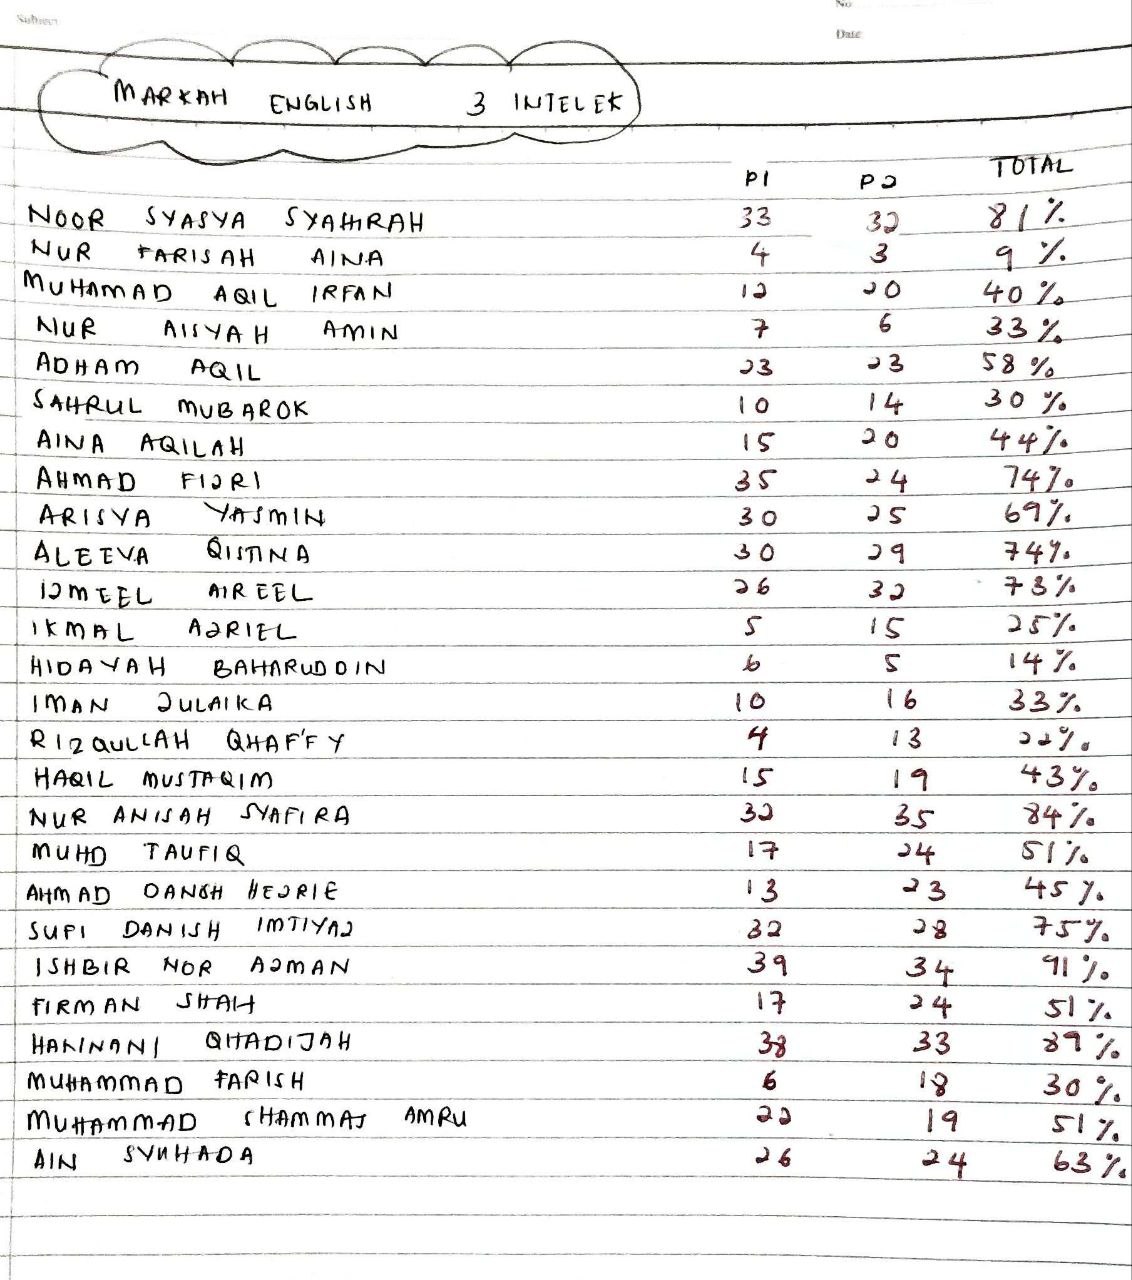 Subject
No
Date
MARKAH ENGLISH 3 INTELEK
P1 P2 TOTAL
NOOR SYASYA SYAHIRAH 33 32 81%
NUR FARISAH AINA 4 3 9%
MUHAMAD AQIL IRFAN 12 20 40%
NUR AISYAH AMIN 7 6 33%
ADHAM AQIL 23 23 58%
SAHRUL MUBAROK 10 14 30%
AINA AQILAH 15 20 44%
AHMAD FIZRI 35 24 74%
ARISYA YASMIN 30 25 69%
ALEEYA QISTINA 30 29 74%
IZMEEL AIREEL 26 32 73%
IKMAL AZRIEL 5 15 25%
HIDAYAH BAHARUDDIN 6 5 14%
IMAN ZULAIKA 10 16 33%
RIZQULLAH QHAF'FY 4 13 22%
HAQIL MUSTAQIM 15 19 43%
NUR ANISAH SYAFIRA 32 35 84%
MUHD TAUFIQ 17 24 51%
AHMAD DANISH HEZRIE 13 23 45%
SUFI DANISH IMTIYAZ 32 28 75%
ISHBIR NOR AZMAN 39 34 91%
FIRMAN SHAH 17 24 51%
HANINANI QHADIJAH 38 33 89%
MUHAMMAD FARISH 6 18 30%
MUHAMMAD SHAMMAS AMRU 22 19 51%
AIN SYUHADA 26 24 63%